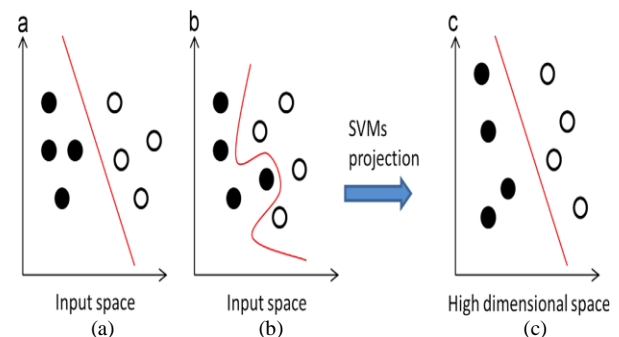 a
b
c
SVMs
projection
Input space
Input space
High dimensional space
(a)
(b)
(c)